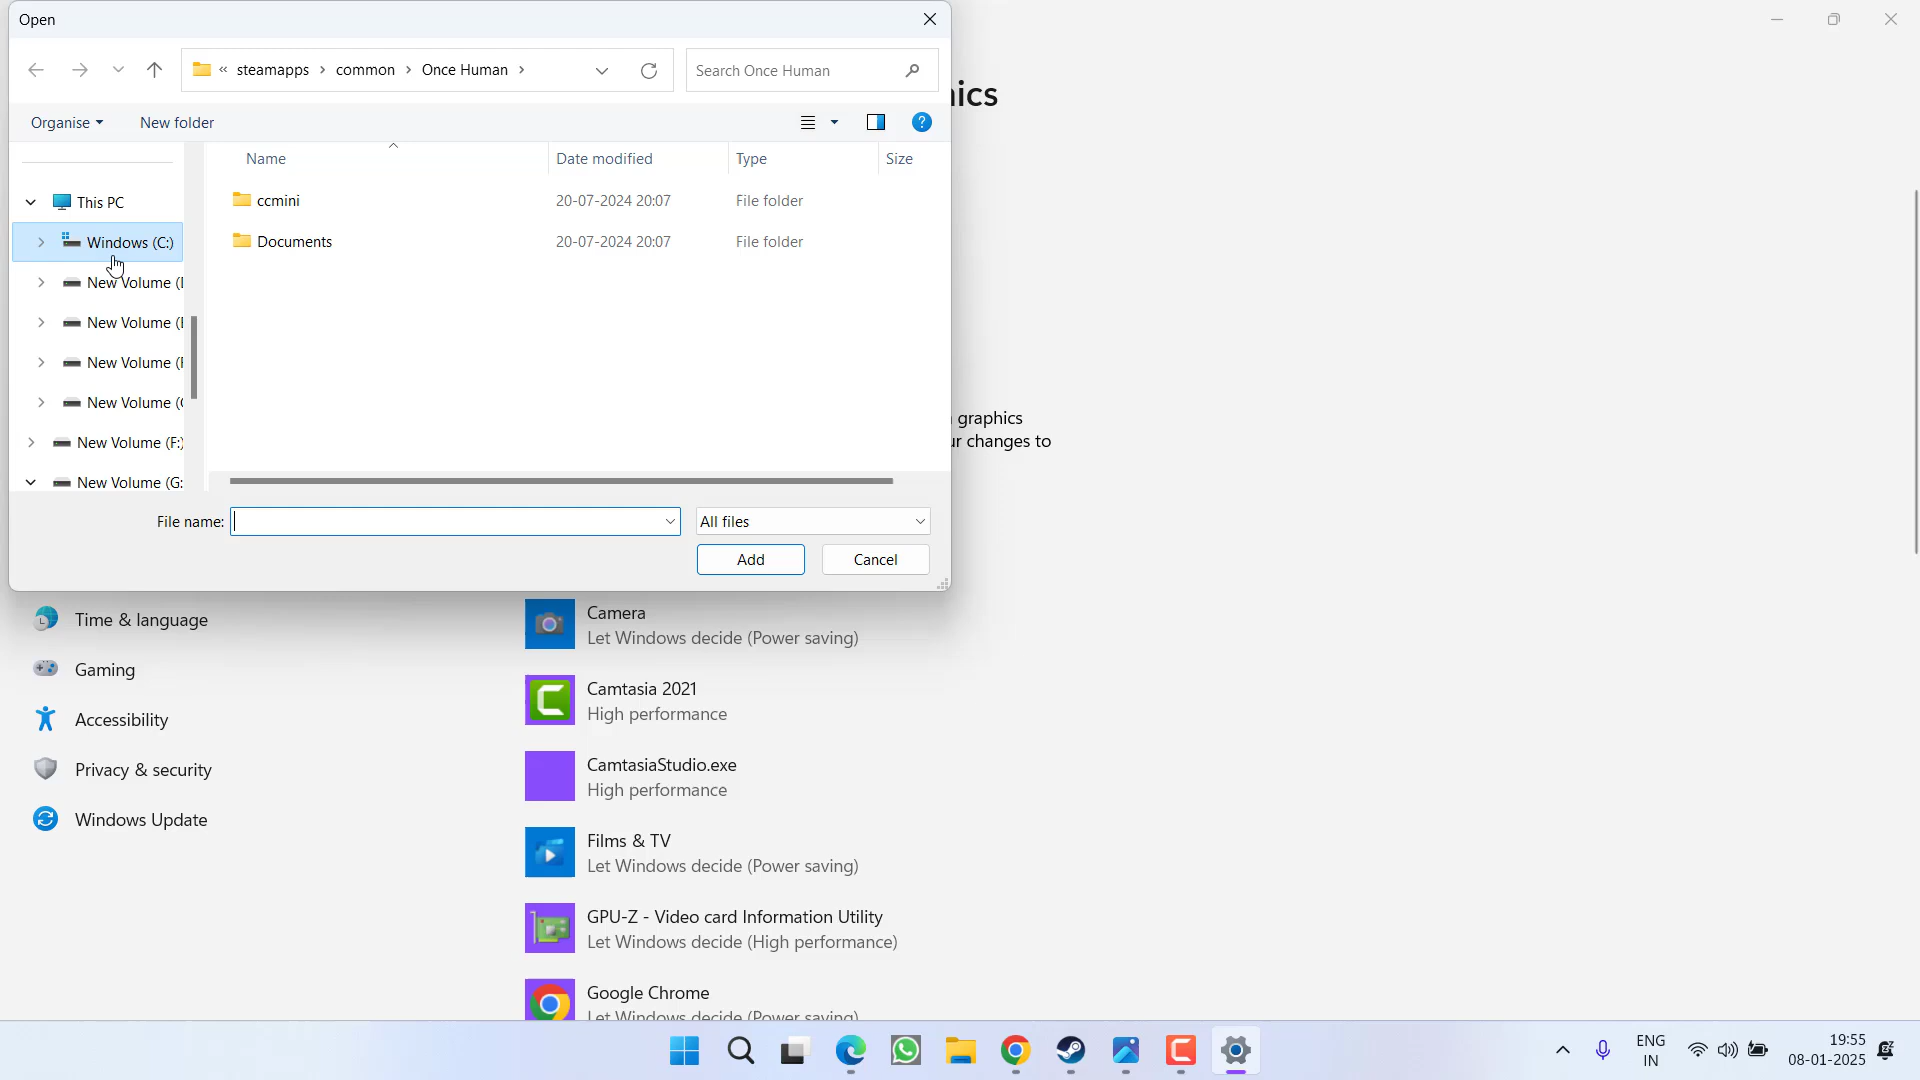 Open
« steamapps › common › Once Human ›
Search Once Human
Organise
New folder
Name
Date modified
Type
Size
ccmini
20-07-2024 20:07
File folder
Documents
20-07-2024 20:07
File folder
This PC
Windows (C:)
New Volume (
New Volume (
New Volume (
New Volume (
New Volume (F:)
New Volume (G:
File name:
All files
Add
Cancel
ics
graphics
ur changes to
Time & language
Gaming
Accessibility
Privacy & security
Windows Update
Camera
Let Windows decide (Power saving)
Camtasia 2021
High performance
CamtasiaStudio.exe
High performance
Films & TV
Let Windows decide (Power saving)
GPU-Z - Video card Information Utility
Let Windows decide (High performance)
Google Chrome
Let Windows decide (Power saving)
ENG
IN
19:55
08-01-2025